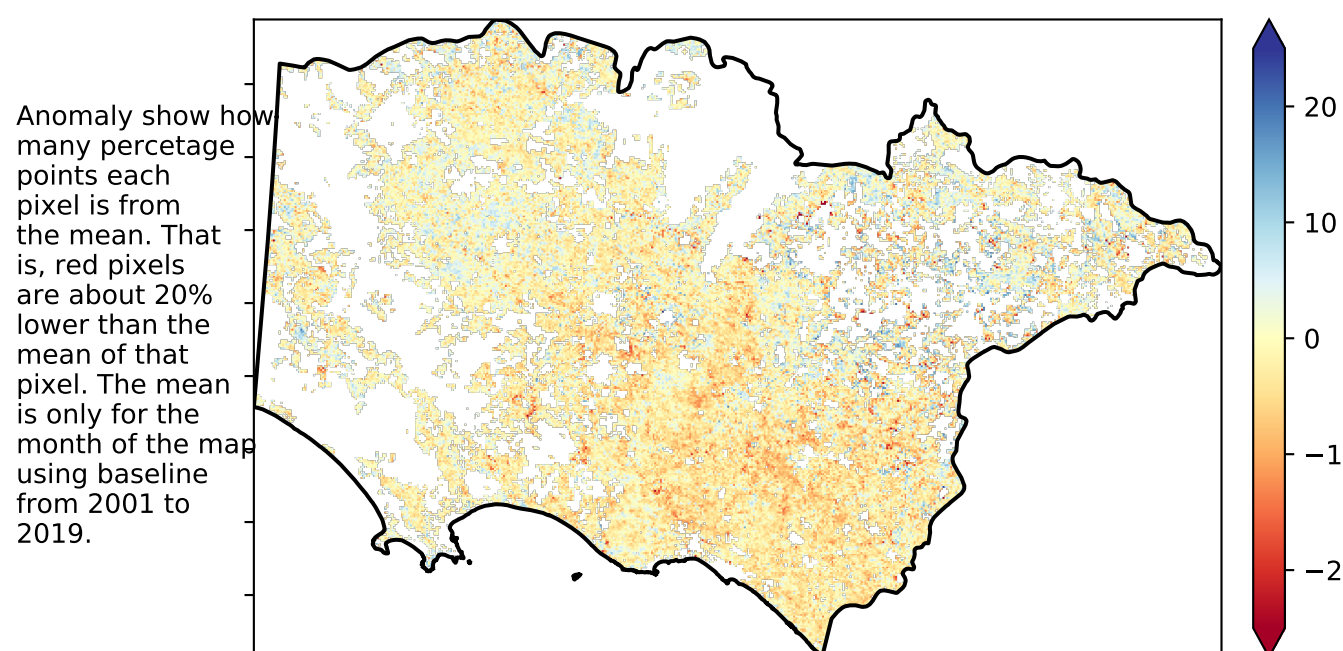 Anomaly show how
many percetage
points each
pixel is from
the mean. That
is, red pixels
are about 20%
lower than the
mean of that
pixel. The mean
is only for the
month of the map
using baseline
from 2001 to
2019.
20
10
0
−1
−2